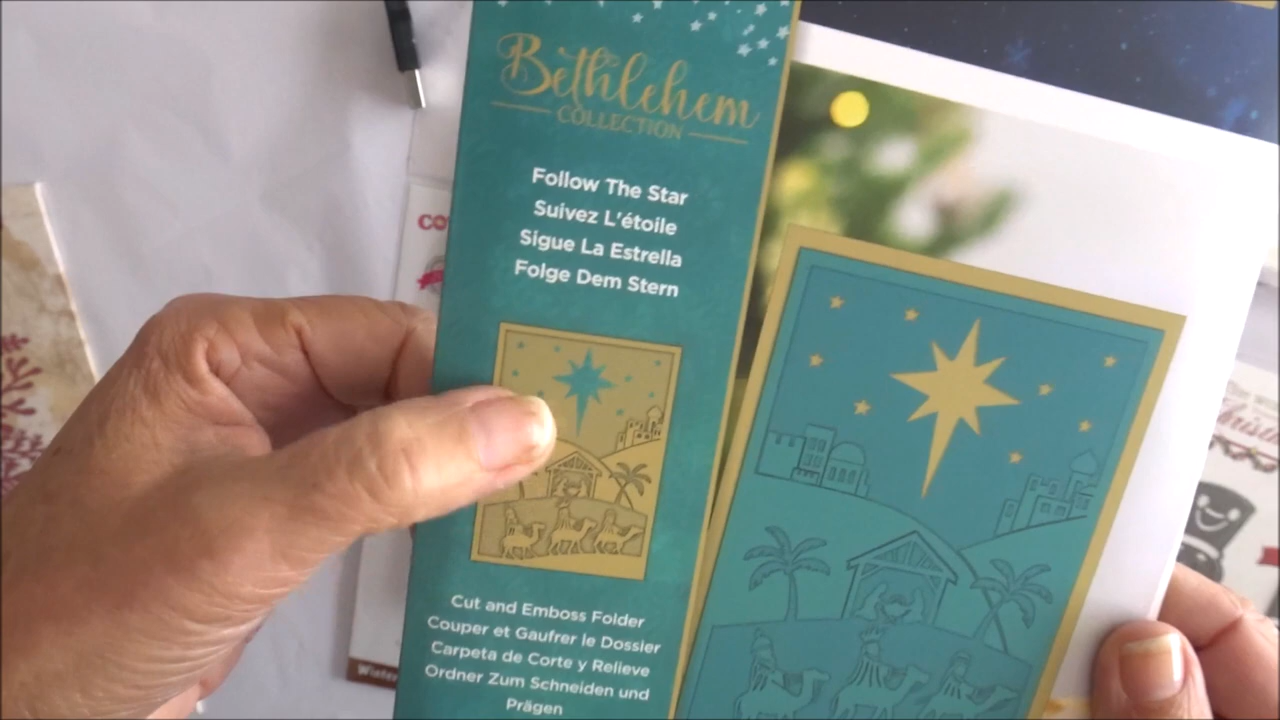 Bethlehem
COLLECTION
Follow The Star
Suivez L'étoile
Sigue La Estrella
Folge Dem Stern
Cut and Emboss Folder
Couper et Gaufrer le Dossier
Carpeta de Corte y Relieve
Ordner Zum Schneiden und
Prägen